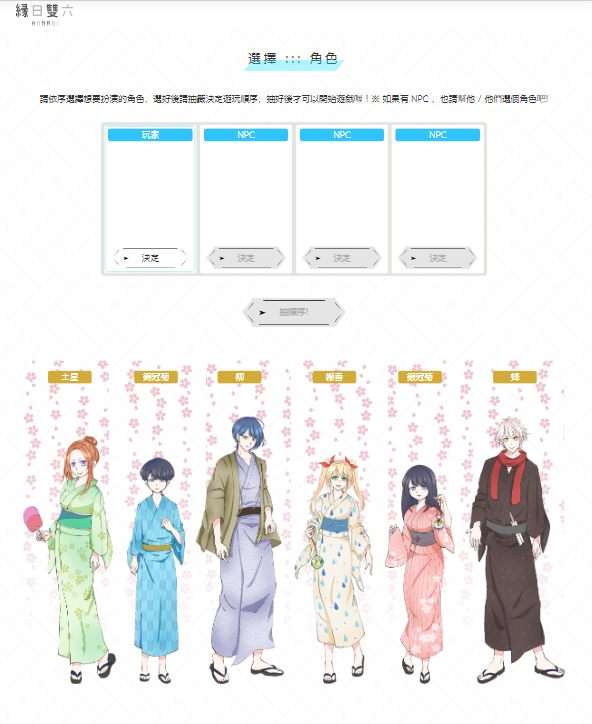 縁日雙六
HANABI
選擇 ::: 角色
請依序選擇想要扮演的角色，選好後請抽籤決定遊玩順序，抽好後才可以開始遊戲喔！※ 如果有 NPC ，也請幫他 / 他們選個角色吧!
玩家 NPC NPC NPC
決定 決定 決定 決定
抽順序!
土星 錦冠菊 柳 線香 銀冠菊 蜂